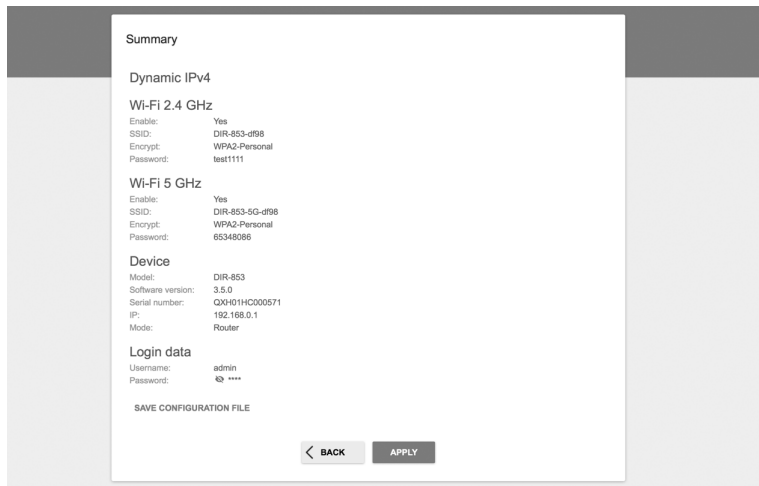 Summary
Dynamic IPv4
Wi-Fi 2.4 GHz
Enable: Yes
SSID: DIR-853-df98
Encrypt: WPA2-Personal
Password: test1111
Wi-Fi 5 GHz
Enable: Yes
SSID: DIR-853-5G-df98
Encrypt: WPA2-Personal
Password: 65348086
Device
Model: DIR-853
Software version: 3.5.0
Serial number: QXH01HC000571
IP: 192.168.0.1
Mode: Router
Login data
Username: admin
Password: ****
SAVE CONFIGURATION FILE
BACK APPLY